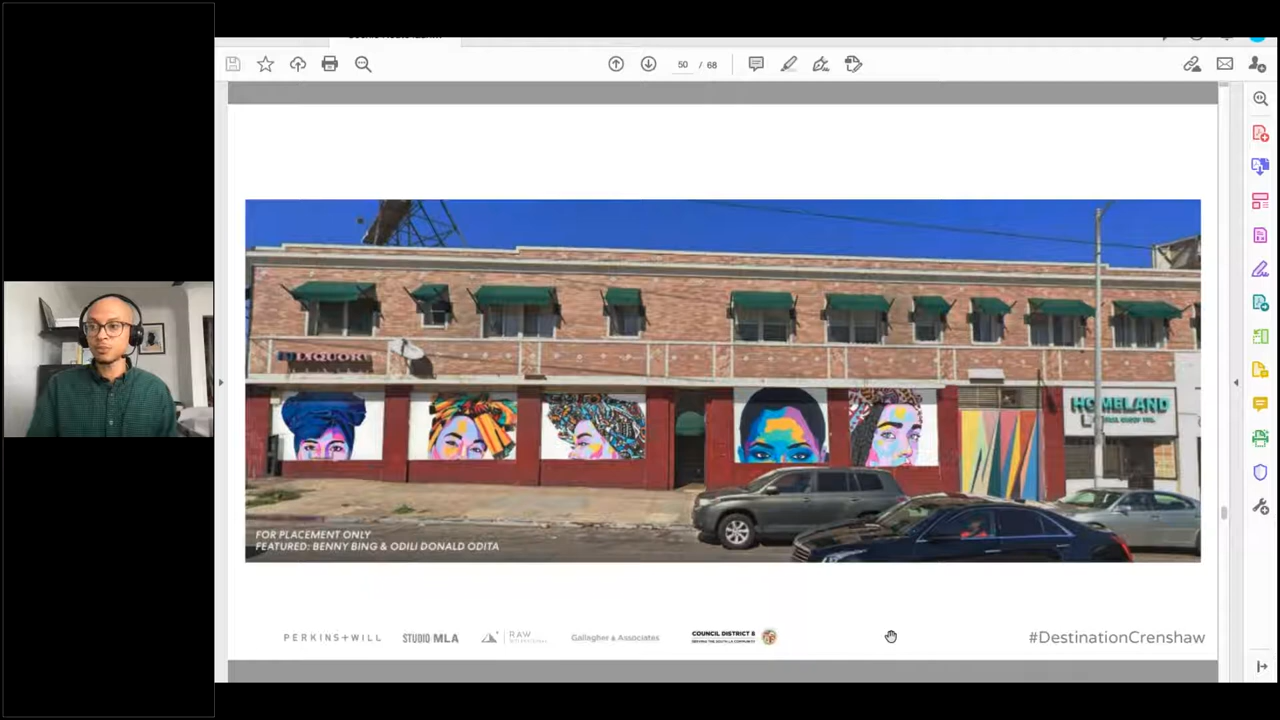 50 / 68
LIQUOR
HOMELAND
FOR PLACEMENT ONLY
FEATURED: BENNY BING & ODILI DONALD ODITA
PERKINS+WILL
STUDIO MLA
RAW
Gallagher & Associates
COUNCIL DISTRICT 8
#DestinationCrenshaw